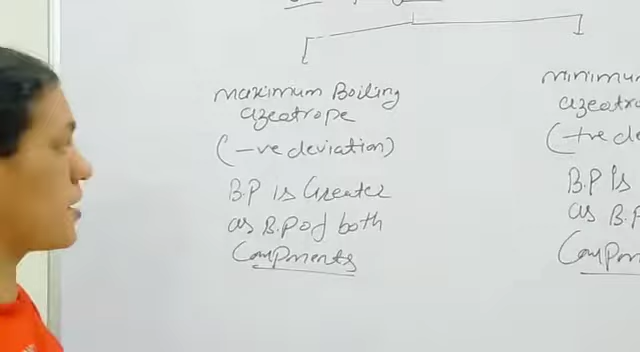 maximum Boiling
azeotrope
(-ve deviation)
B.P is Greater
as B.P of both
Components
minimum
azeotro
(+ve de
B.P is
as B.P
Compon